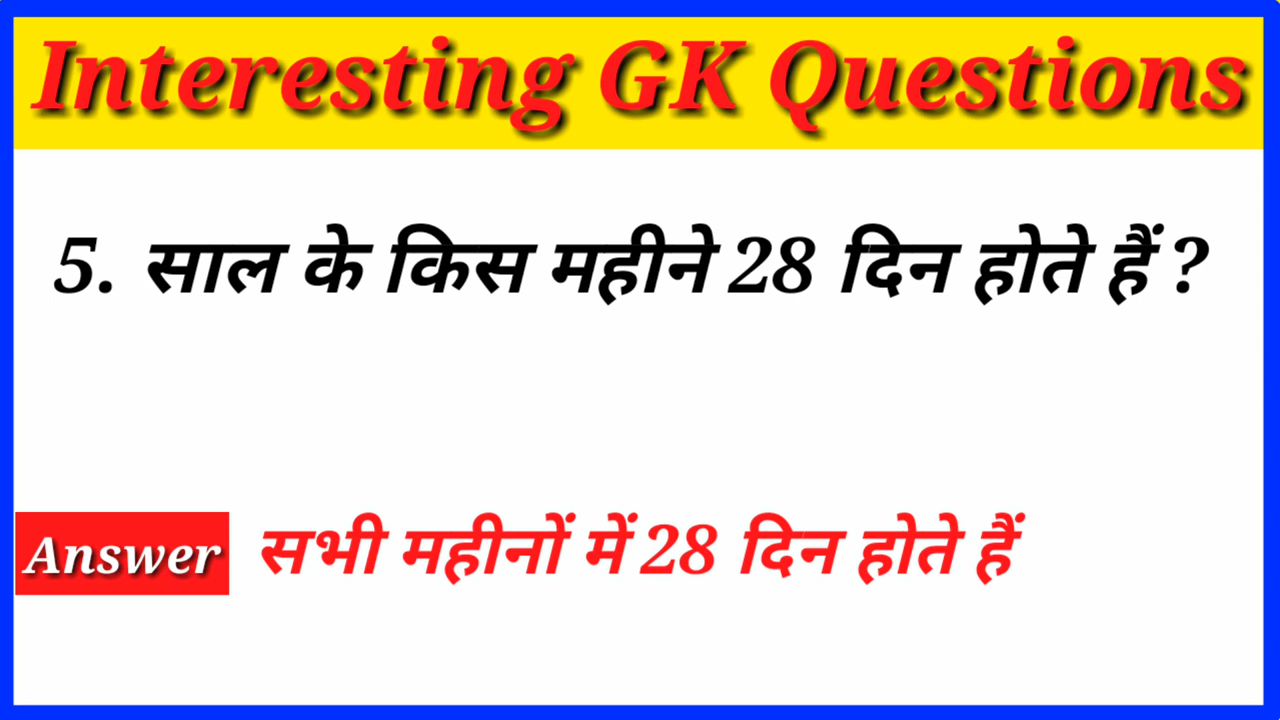 Interesting GK Questions
5. साल के किस महीने 28 दिन होते हैं ?
Answer सभी महीनों में 28 दिन होते हैं